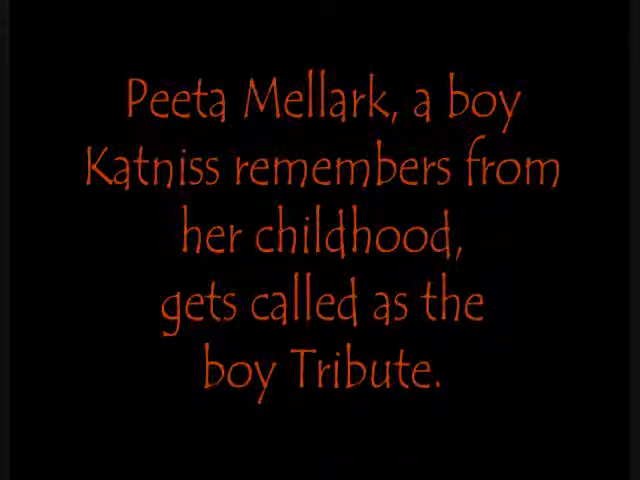 Peeta Mellark, a boy
Katniss remembers from
her childhood,
gets called as the
boy Tribute.